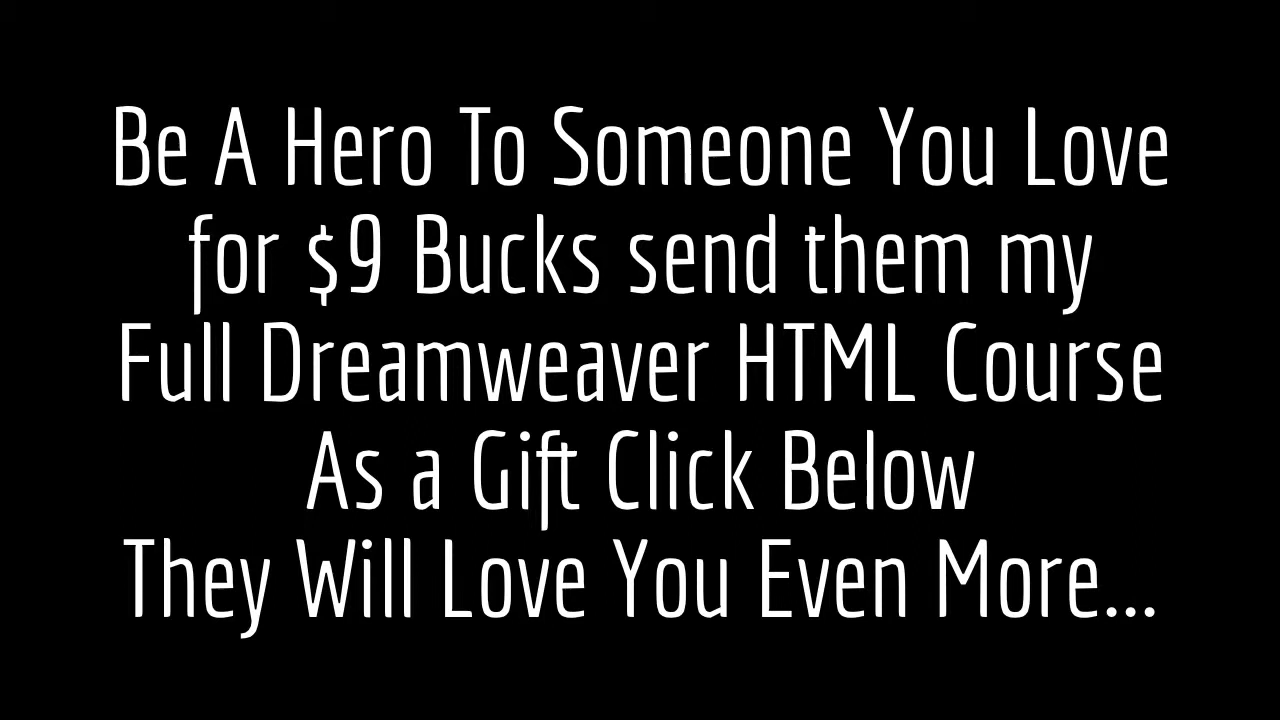 Be A Hero To Someone You Love
for $9 Bucks send them my
Full Dreamweaver HTML Course
As a Gift Click Below
They Will Love You Even More...